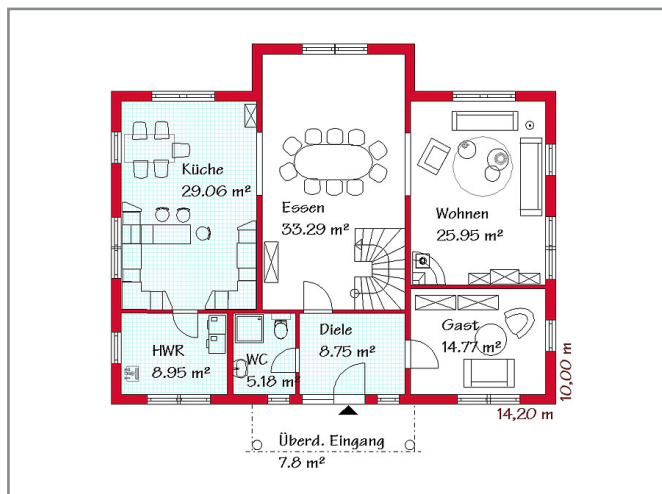 Küche
29.06 m²
Essen
33.29 m²
Wohnen
25.95 m²
HWR
8.95 m²
WC
5.18 m²
Diele
8.75 m²
Gast
14.77 m²
10,00 m
14,20 m
Überd. Eingang
7.8 m²